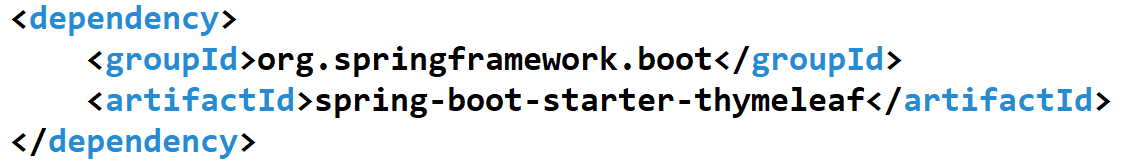 <dependency>
    <groupId>org.springframework.boot</groupId>
    <artifactId>spring-boot-starter-thymeleaf</artifactId>
</dependency>